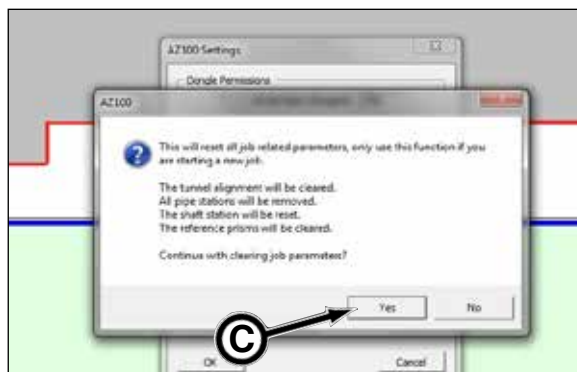 AZ100 Settings
Dongle Permissions
AZ100
This will reset all job related parameters, only use this function if you
are starting a new job.
The tunnel alignment will be cleared.
All pipe stations will be removed.
The shaft station will be reset.
The reference prisms will be cleared.
Continue with clearing job parameters?
Yes
No
C
OK
Cancel